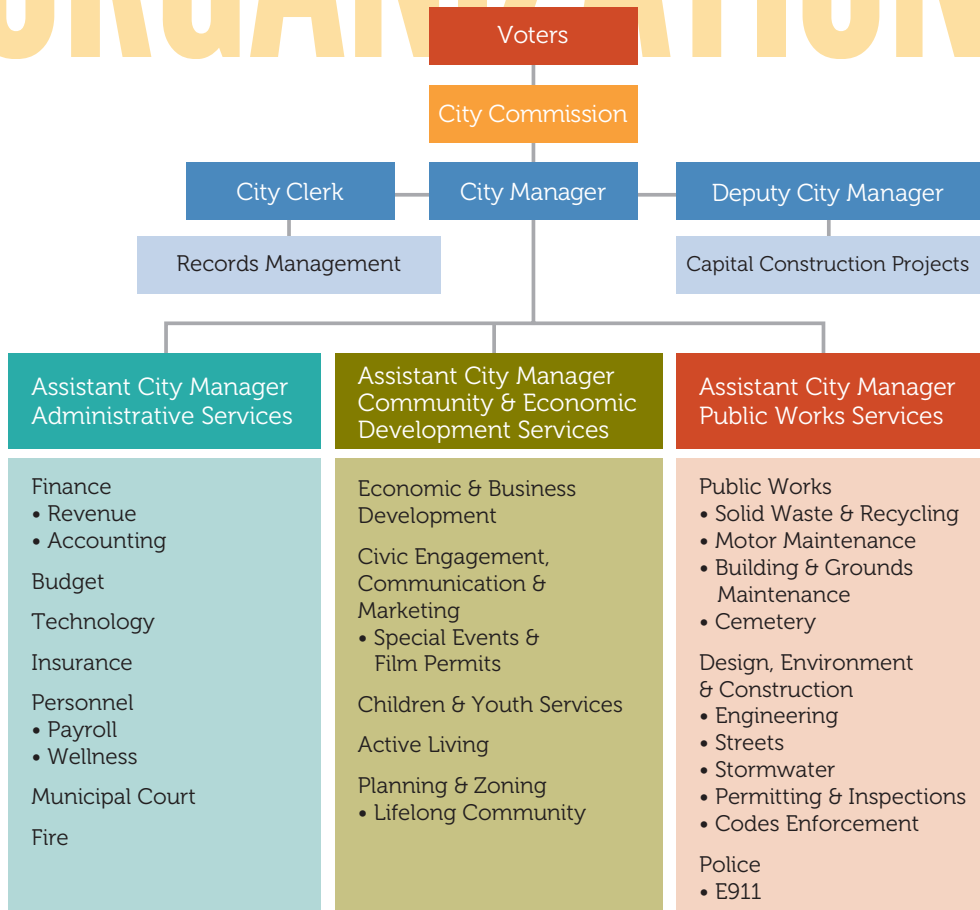 ORGANIZATION
Voters
City Commission
City Clerk
City Manager
Deputy City Manager
Records Management
Capital Construction Projects
Assistant City Manager
Administrative Services
Finance
• Revenue
• Accounting
Budget
Technology
Insurance
Personnel
• Payroll
• Wellness
Municipal Court
Fire
Assistant City Manager
Community & Economic
Development Services
Economic & Business
Development
Civic Engagement,
Communication &
Marketing
• Special Events &
Film Permits
Children & Youth Services
Active Living
Planning & Zoning
• Lifelong Community
Assistant City Manager
Public Works Services
Public Works
• Solid Waste & Recycling
• Motor Maintenance
• Building & Grounds
Maintenance
• Cemetery
Design, Environment
& Construction
• Engineering
• Streets
• Stormwater
• Permitting & Inspections
• Codes Enforcement
Police
• E911